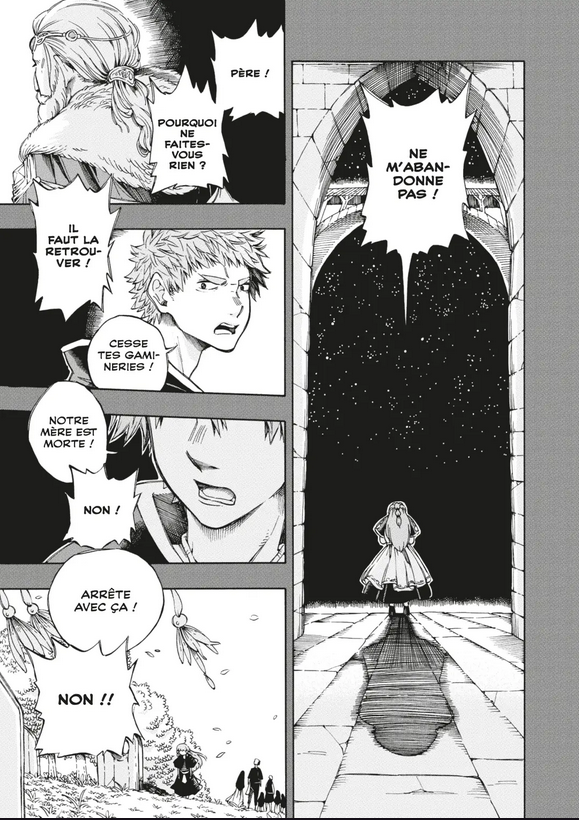 NE
M'ABAN-
DONNE
PAS !
PÈRE !
POURQUOI
NE
FAITES-
VOUS
RIEN ?
IL
FAUT LA
RETROU-
VER !
CESSE
TES GAMI-
NERIES !
NOTRE
MÈRE EST
MORTE !
NON !
ARRÊTE
AVEC ÇA !
NON !!